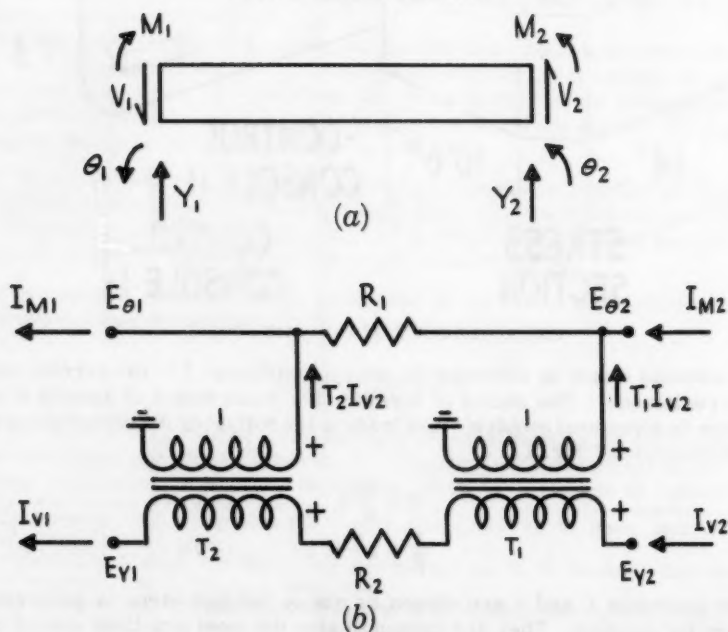 M₁ M₂
V₁ V₂
θ₁ θ₂
Y₁ Y₂
(a)
I_M1 E_θ1 R₁ E_θ2 I_M2
T₂I_V2 T₁I_V2
1 1
+ +
+ +
I_V1 T₂ T₁ I_V2
E_Y1 R₂ E_Y2
(b)